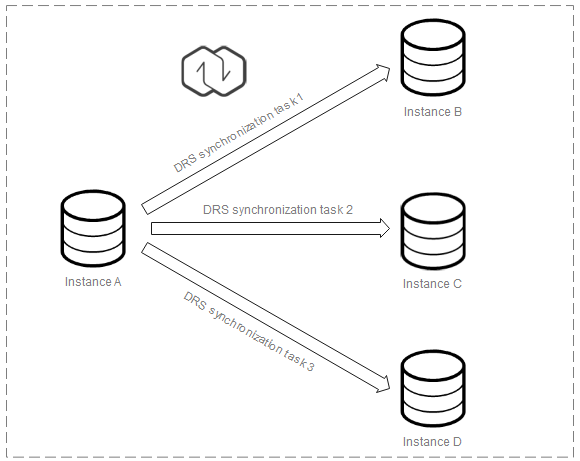 Instance B
DRS synchronization task 1
Instance A
DRS synchronization task 2
Instance C
DRS synchronization task 3
Instance D